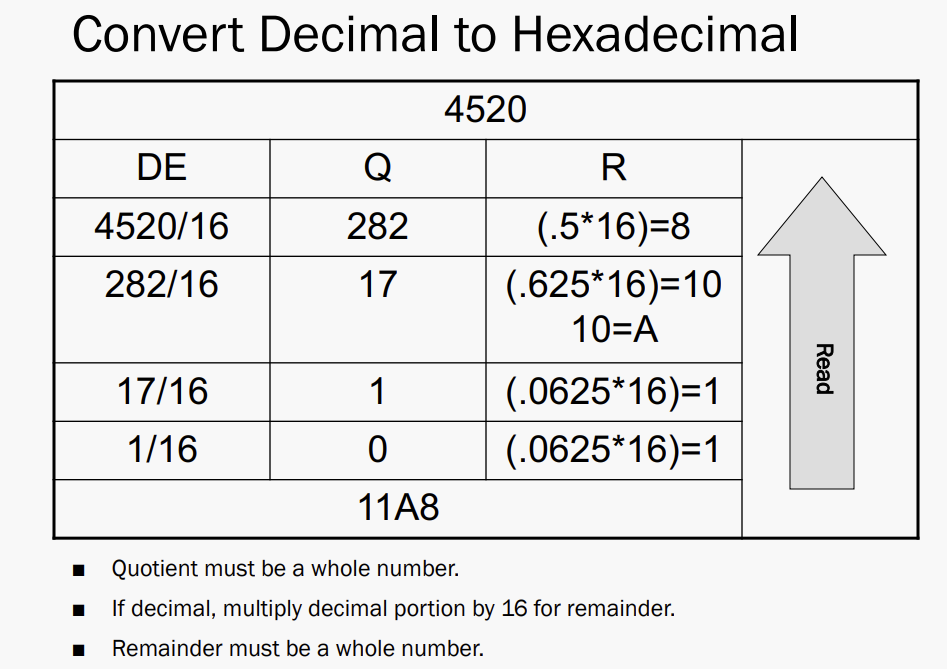 Convert Decimal to Hexadecimal
4520
DE Q R
4520/16 282 (.5*16)=8
282/16 17 (.625*16)=10
10=A
17/16 1 (.0625*16)=1
1/16 0 (.0625*16)=1
11A8
Read
■ Quotient must be a whole number.
■ If decimal, multiply decimal portion by 16 for remainder.
■ Remainder must be a whole number.